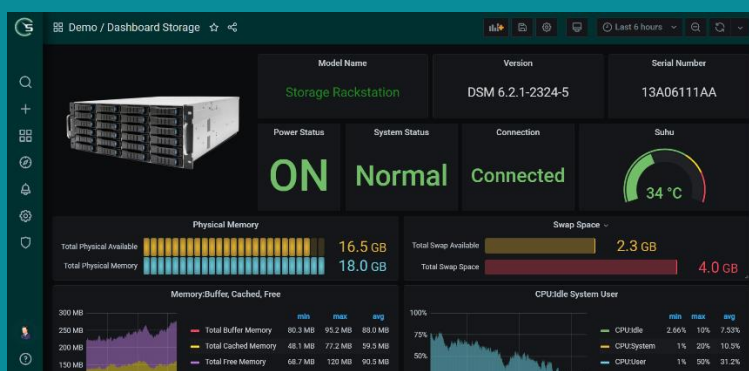 Demo / Dashboard Storage
Last 6 hours
Model Name
Version
Serial Number
Storage Rackstation
DSM 6.2.1-2324-5
13A06111AA
Power Status
System Status
Connection
Suhu
ON
Normal
Connected
34 °C
Physical Memory
Total Physical Available
16.5 GB
Total Physical Memory
18.0 GB
Swap Space
Total Swap Available
2.3 GB
Total Swap Space
4.0 GB
Memory:Buffer, Cached, Free
300 MB
250 MB
200 MB
150 MB
min max avg
Total Buffer Memory 80.3 MB 95.2 MB 88.0 MB
Total Cached Memory 48.1 MB 77.2 MB 59.5 MB
Total Free Memory 68.7 MB 120 MB 90.5 MB
CPU:Idle System User
100%
75%
50%
min max avg
CPU:Idle 2.66% 10% 7.53%
CPU:System 1% 20% 10.5%
CPU:User 1% 50% 31.2%